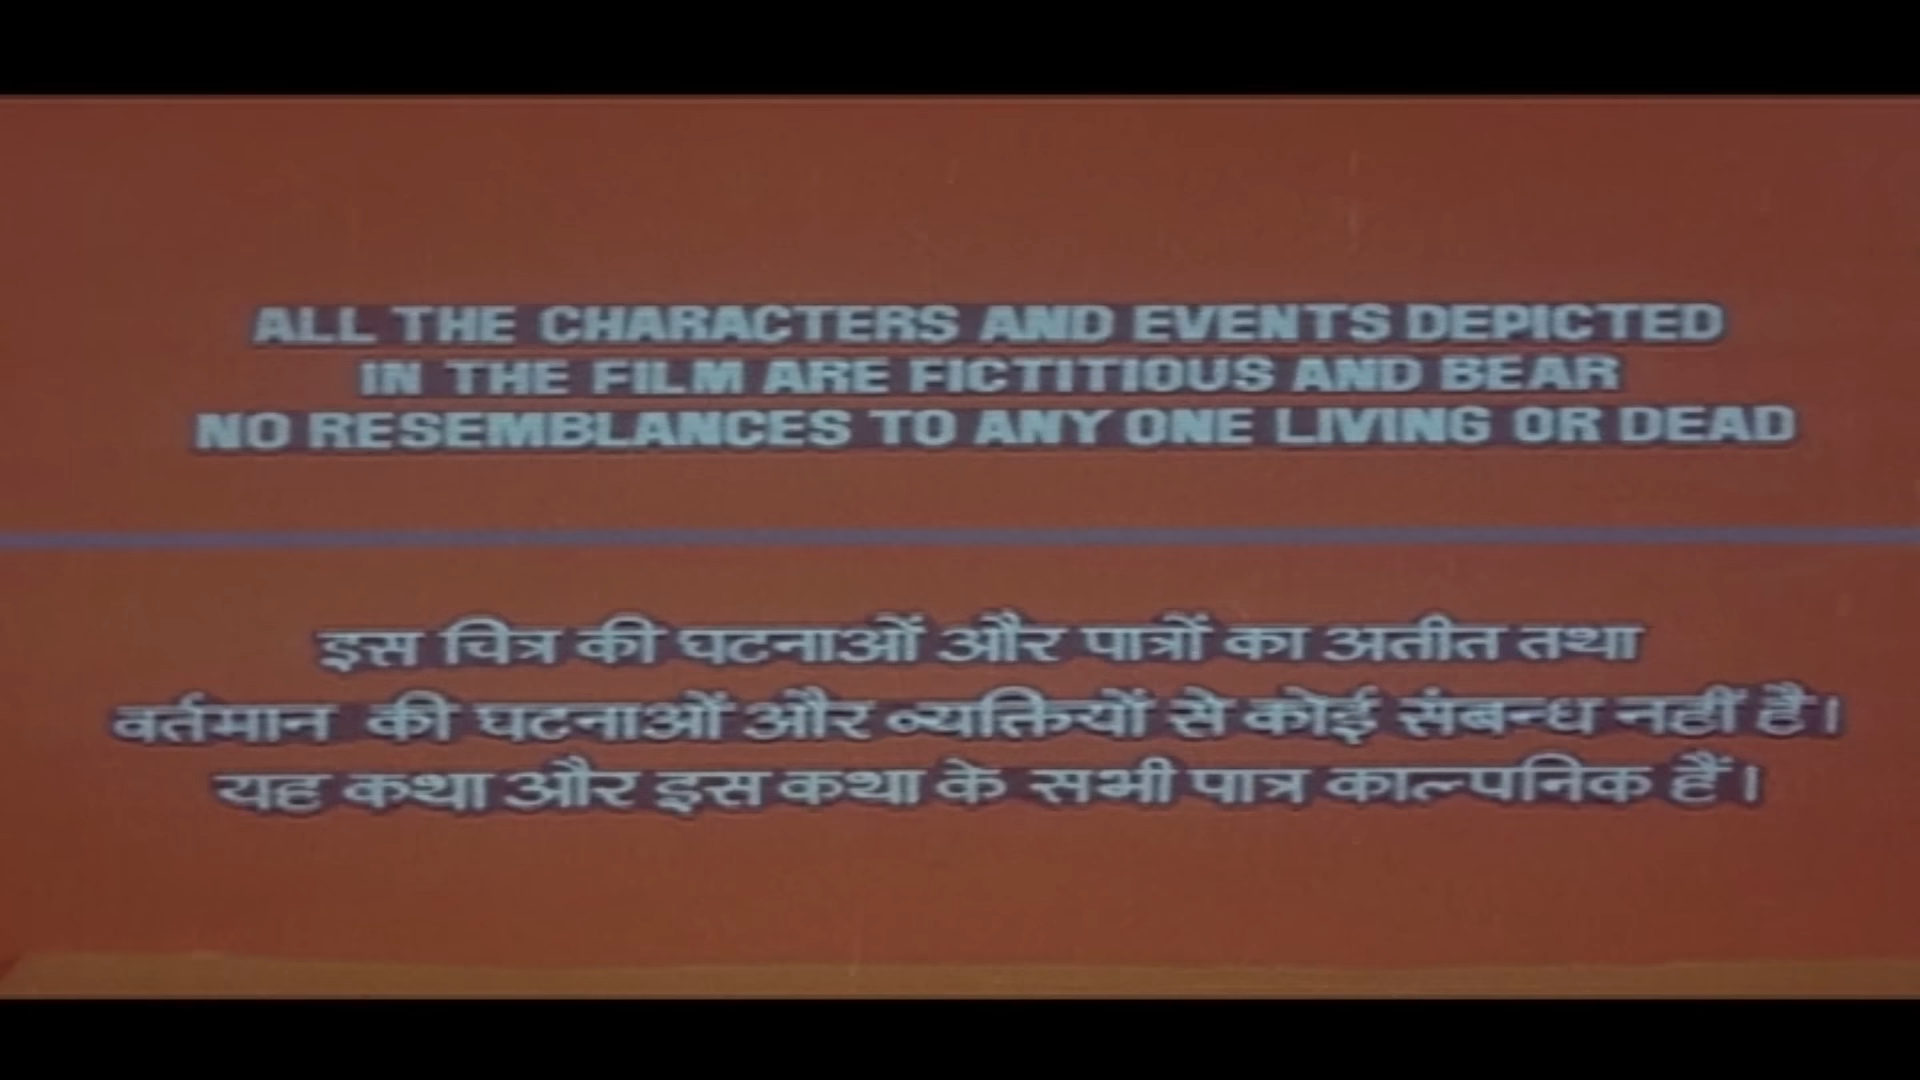 ALL THE CHARACTERS AND EVENTS DEPICTED
IN THE FILM ARE FICTITIOUS AND BEAR
NO RESEMBLANCES TO ANY ONE LIVING OR DEAD
इस चित्र की घटनाओं और पात्रों का अतीत तथा
वर्तमान की घटनाओं और व्यक्तियों से कोई संबन्ध नहीं है।
यह कथा और इस कथा के सभी पात्र काल्पनिक हैं।